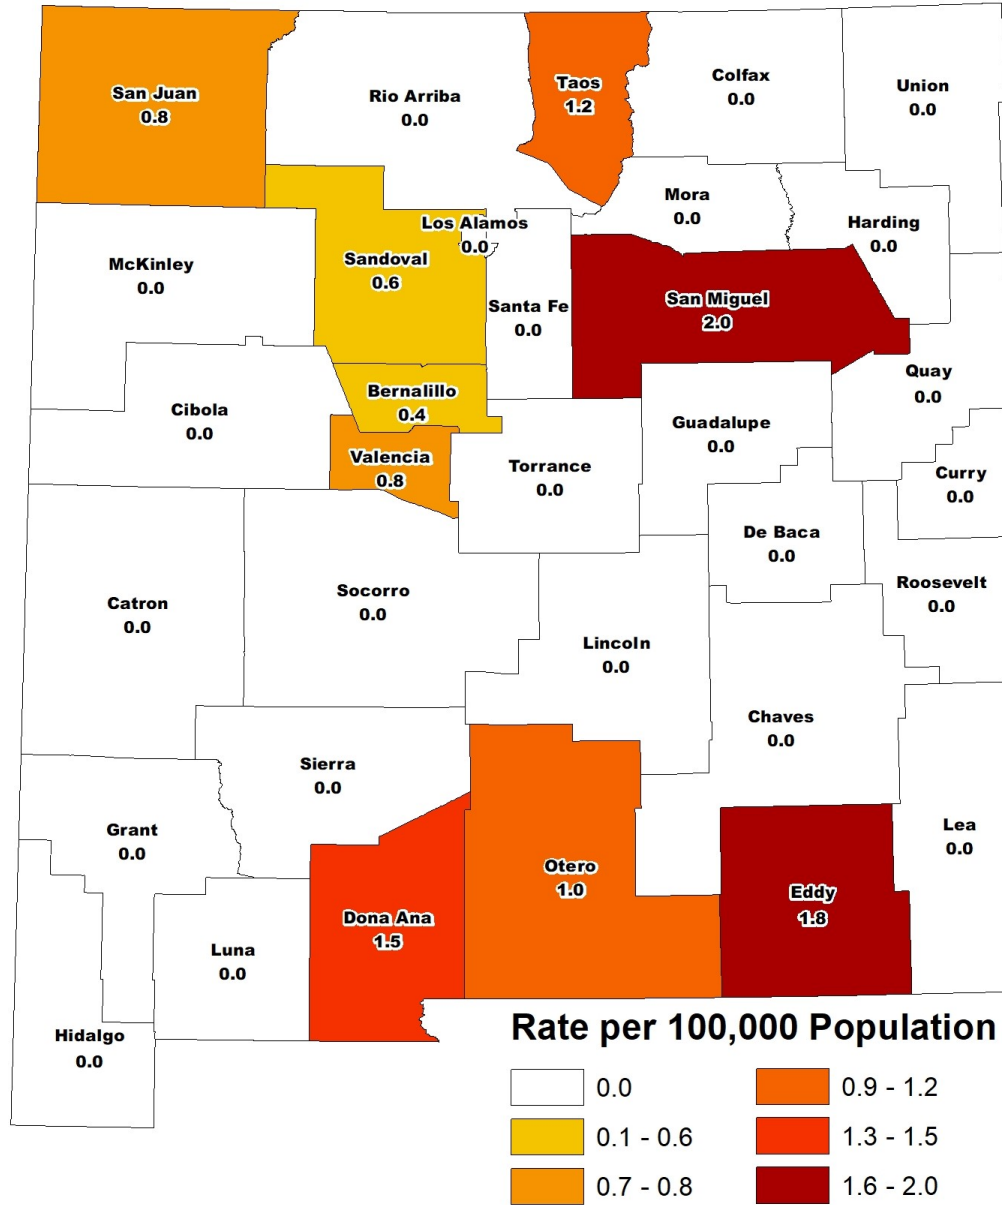 San Juan
0.8
Rio Arriba
0.0
Taos
1.2
Colfax
0.0
Union
0.0
Mora
0.0
Harding
0.0
Los Alamos
0.0
McKinley
0.0
Sandoval
0.6
Santa Fe
0.0
San Miguel
2.0
Quay
0.0
Bernalillo
0.4
Cibola
0.0
Guadalupe
0.0
Valencia
0.8
Torrance
0.0
Curry
0.0
De Baca
0.0
Catron
0.0
Socorro
0.0
Roosevelt
0.0
Lincoln
0.0
Chaves
0.0
Sierra
0.0
Grant
0.0
Lea
0.0
Otero
1.0
Eddy
1.8
Dona Ana
1.5
Luna
0.0
Hidalgo
0.0
Rate per 100,000 Population
0.0
0.1 - 0.6
0.7 - 0.8
0.9 - 1.2
1.3 - 1.5
1.6 - 2.0